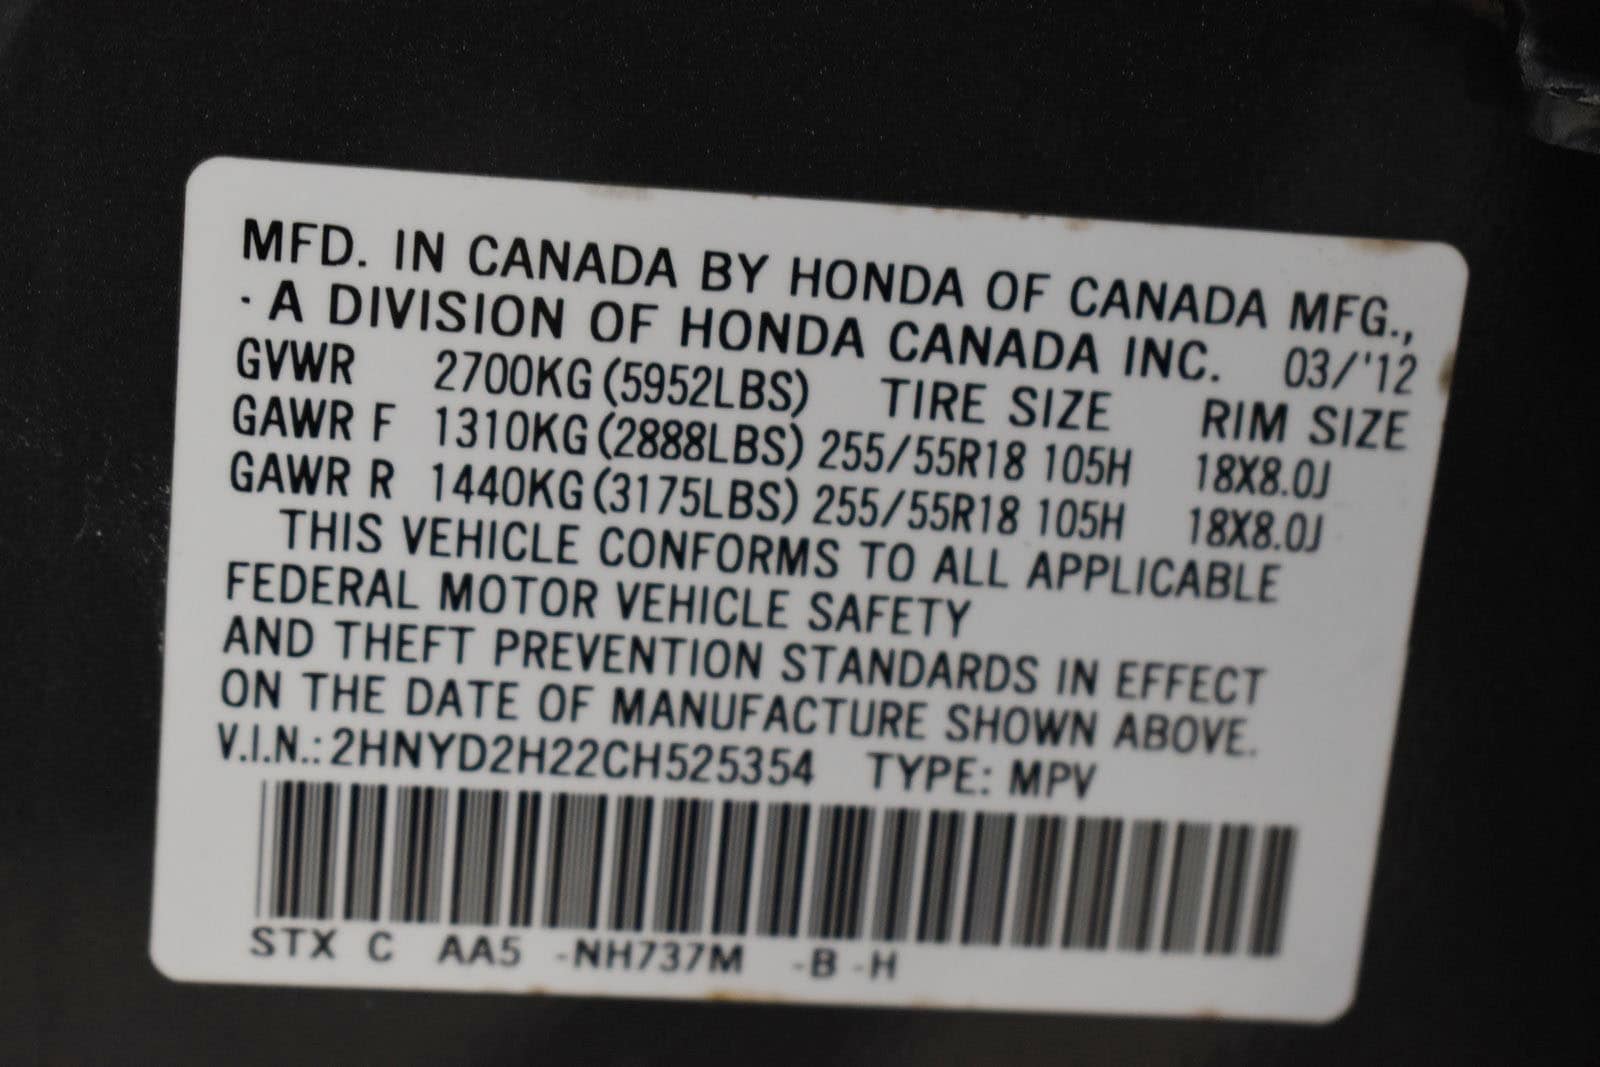 MFD. IN CANADA BY HONDA OF CANADA MFG.,
· A DIVISION OF HONDA CANADA INC. 03/'12
GVWR 2700KG (5952LBS) TIRE SIZE RIM SIZE
GAWR F 1310KG (2888LBS) 255/55R18 105H 18X8.0J
GAWR R 1440KG (3175LBS) 255/55R18 105H 18X8.0J
THIS VEHICLE CONFORMS TO ALL APPLICABLE
FEDERAL MOTOR VEHICLE SAFETY
AND THEFT PREVENTION STANDARDS IN EFFECT
ON THE DATE OF MANUFACTURE SHOWN ABOVE.
V.I.N.: 2HNYD2H22CH525354 TYPE: MPV
STX C AA5 -NH737M -B -H